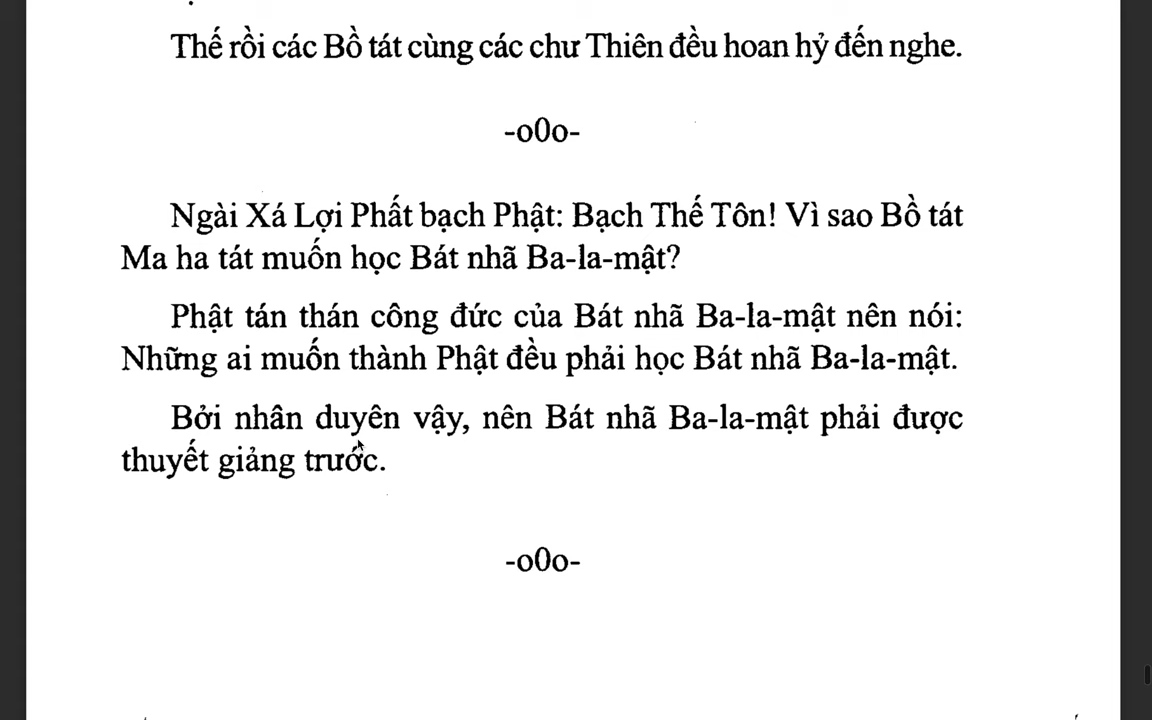 Thế rồi các Bồ tát cùng các chư Thiên đều hoan hỷ đến nghe.
-o0o-
Ngài Xá Lợi Phất bạch Phật: Bạch Thế Tôn! Vì sao Bồ tát
Ma ha tát muốn học Bát nhã Ba-la-mật?
Phật tán thán công đức của Bát nhã Ba-la-mật nên nói:
Những ai muốn thành Phật đều phải học Bát nhã Ba-la-mật.
Bởi nhân duyên vậy, nên Bát nhã Ba-la-mật phải được
thuyết giảng trước.
-o0o-